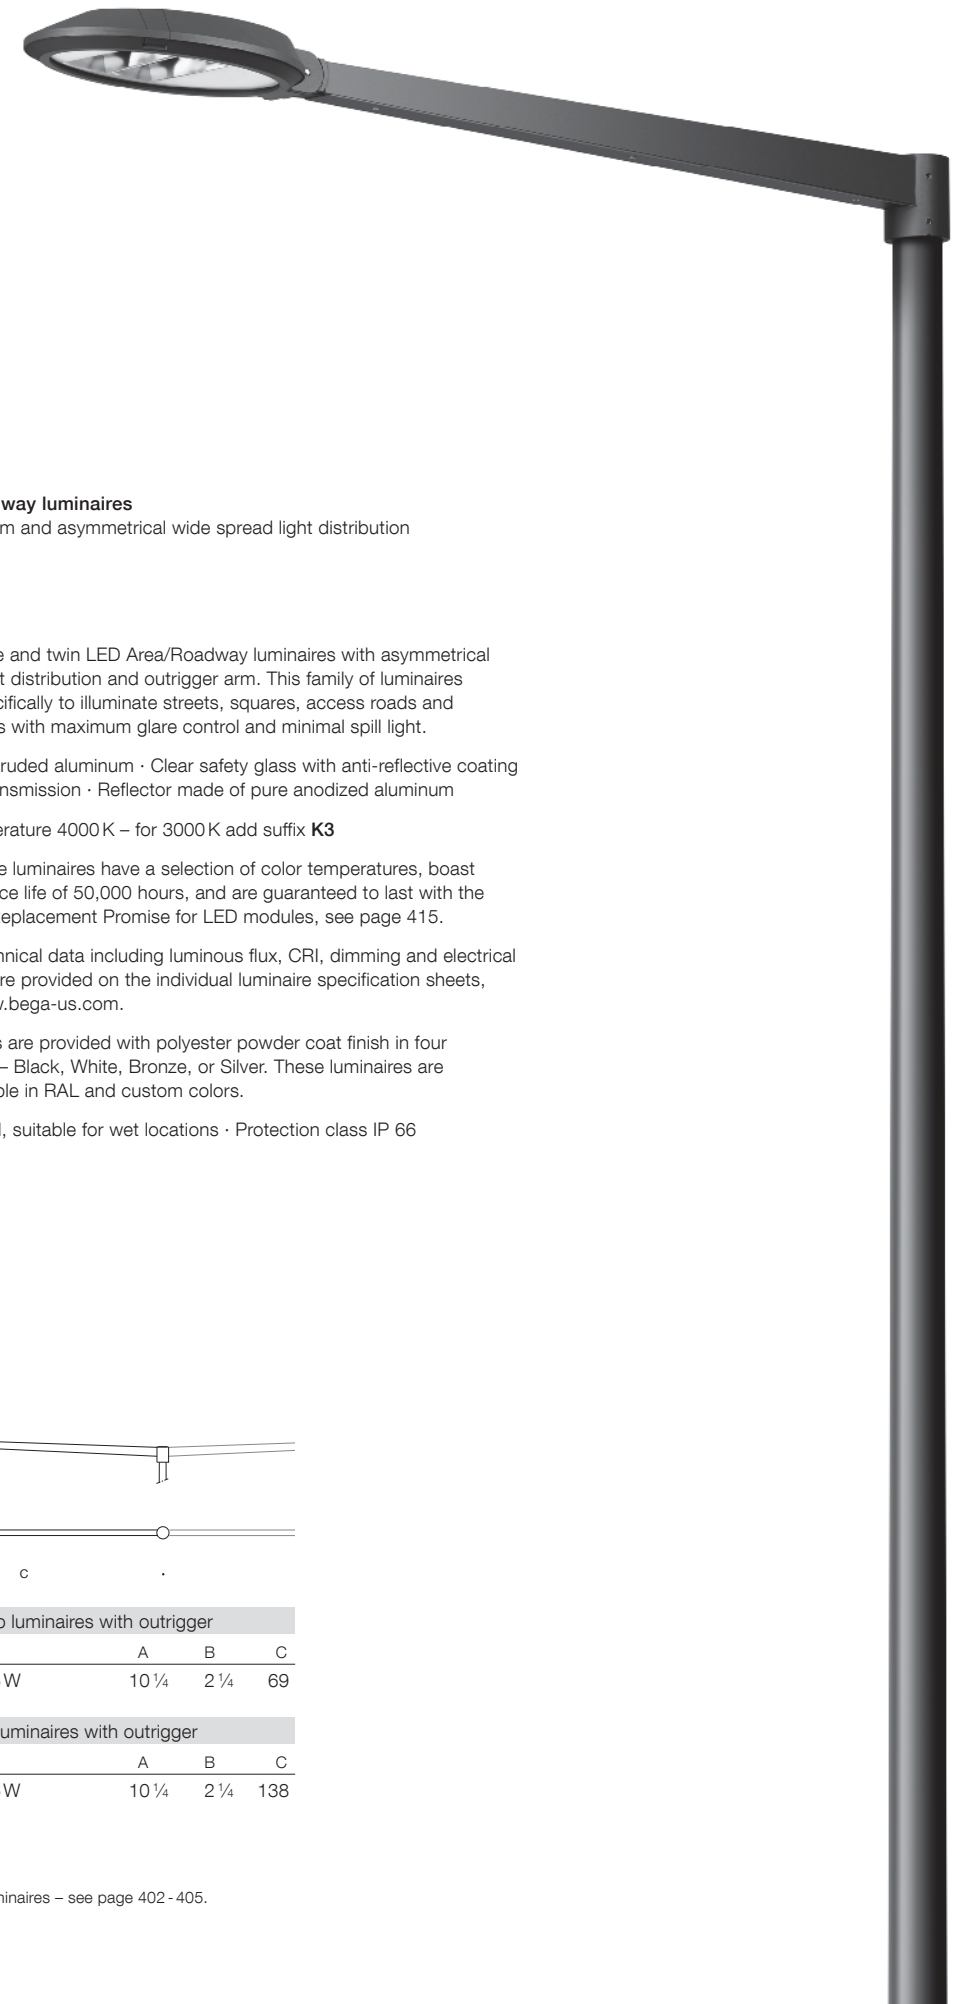 way luminaires
m and asymmetrical wide spread light distribution
e and twin LED Area/Roadway luminaires with asymmetrical
t distribution and outrigger arm. This family of luminaires
cifically to illuminate streets, squares, access roads and
s with maximum glare control and minimal spill light.
ruded aluminum · Clear safety glass with anti-reflective coating
nsmission · Reflector made of pure anodized aluminum
erature 4000 K – for 3000 K add suffix K3
e luminaires have a selection of color temperatures, boast
ce life of 50,000 hours, and are guaranteed to last with the
eplacement Promise for LED modules, see page 415.
hnical data including luminous flux, CRI, dimming and electrical
re provided on the individual luminaire specification sheets,
w.bega-us.com.
s are provided with polyester powder coat finish in four
– Black, White, Bronze, or Silver. These luminaires are
ble in RAL and custom colors.
l, suitable for wet locations · Protection class IP 66
C
luminaires with outrigger
A B C
W 10 ¼ 2 ¼ 69
uminaires with outrigger
A B C
W 10 ¼ 2 ¼ 138
minaires – see page 402 - 405.